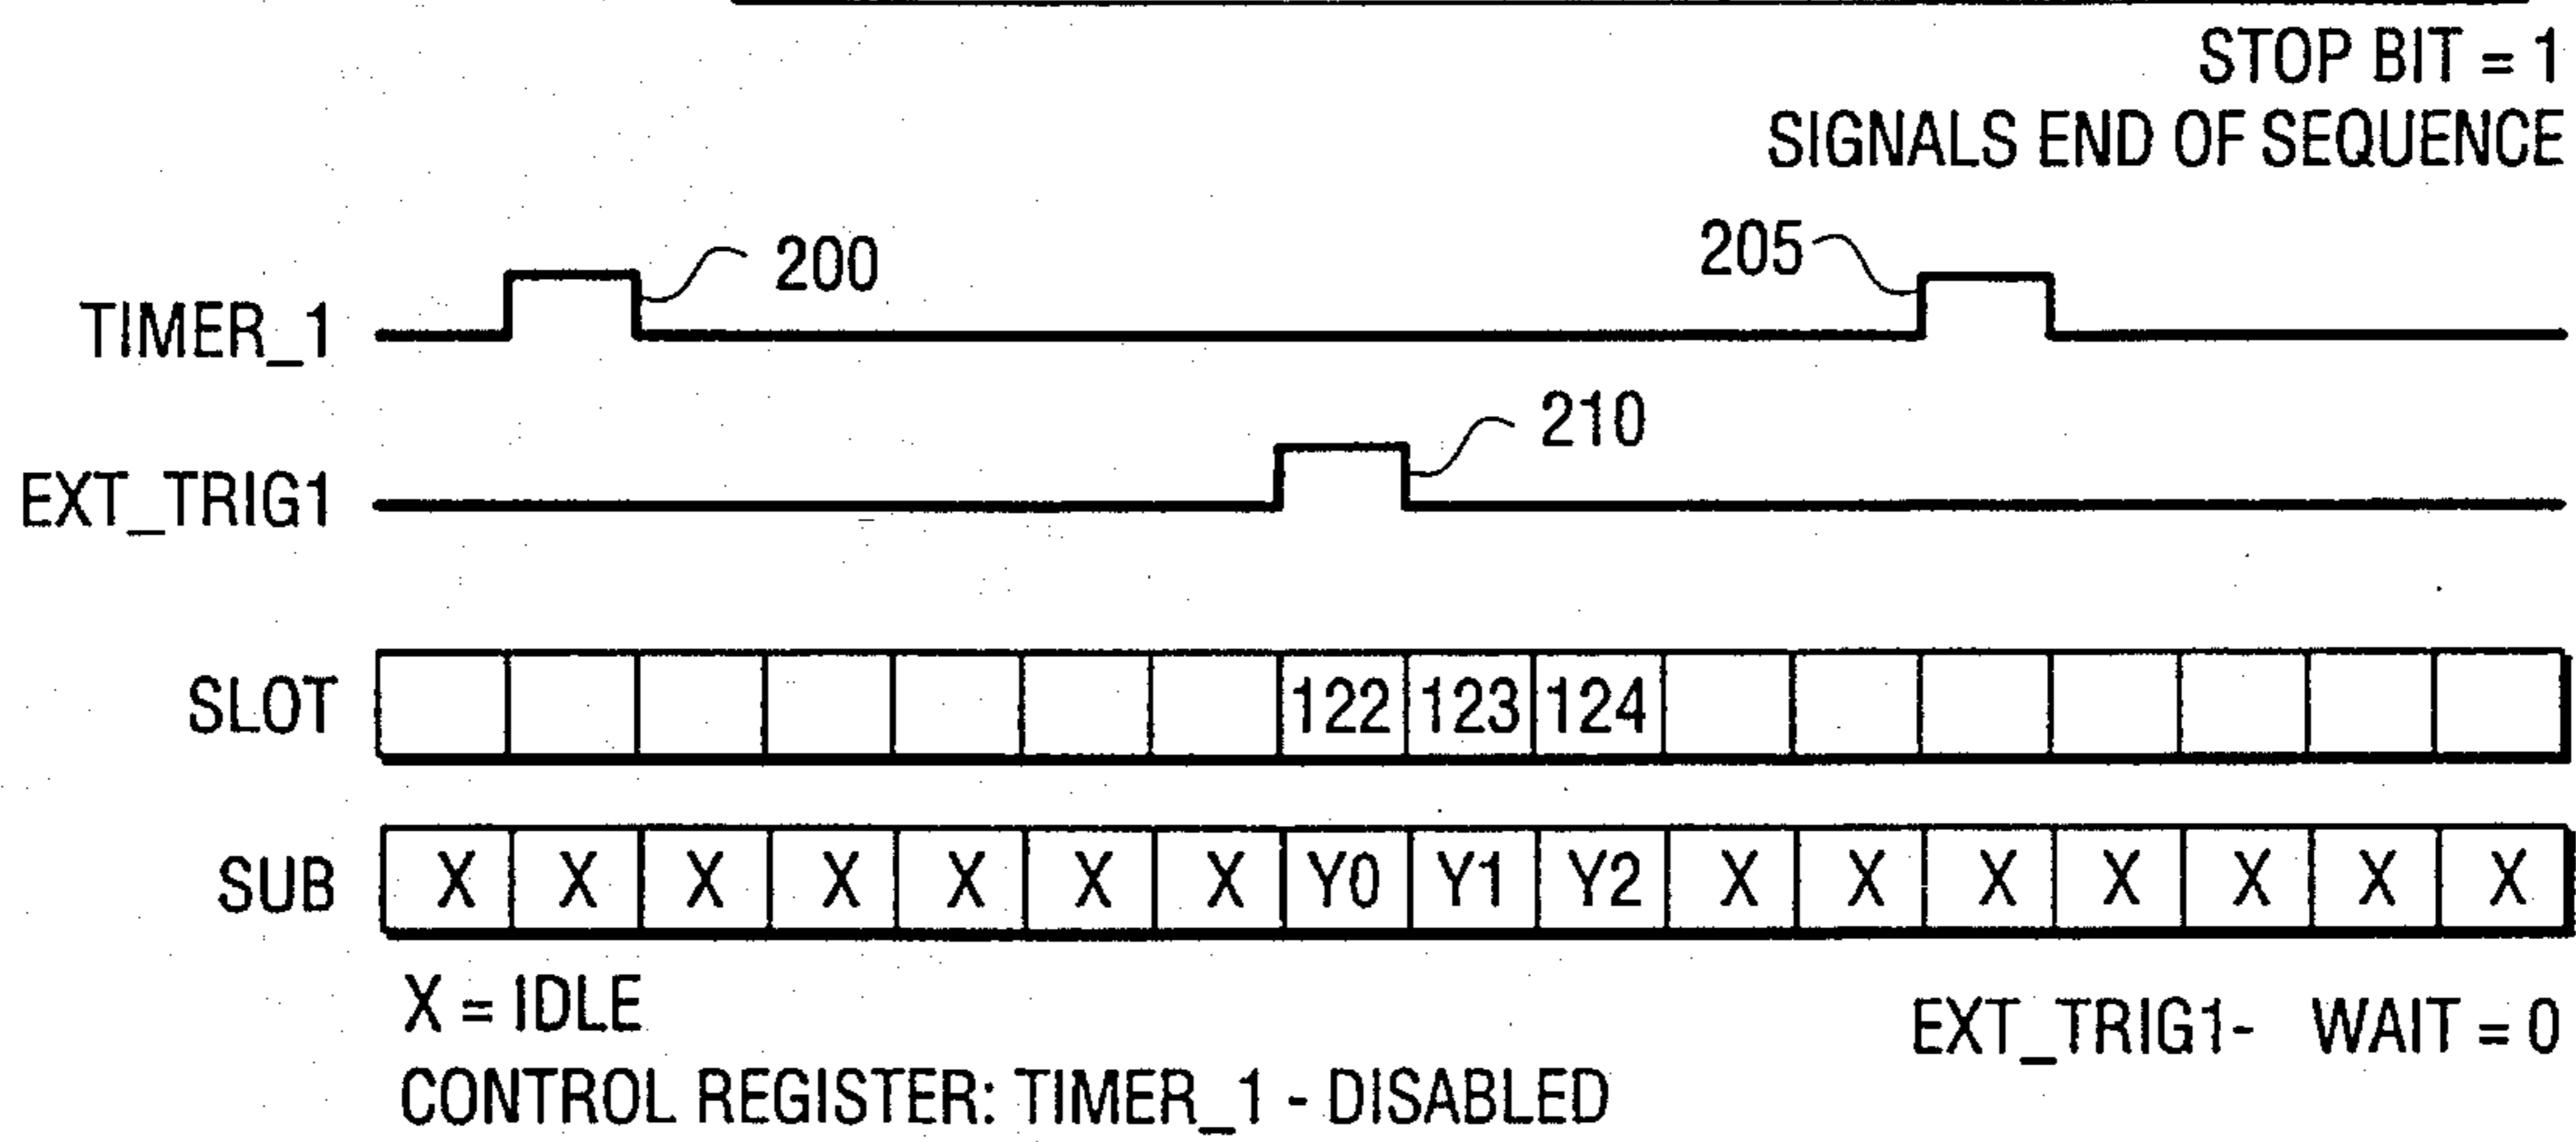 STOP BIT = 1
SIGNALS END OF SEQUENCE
200
205
TIMER_1
210
EXT_TRIG1
SLOT 122 123 124
SUB X X X X X X X Y0 Y1 Y2 X X X X X X X
X = IDLE
EXT_TRIG1- WAIT = 0
CONTROL REGISTER: TIMER_1 - DISABLED